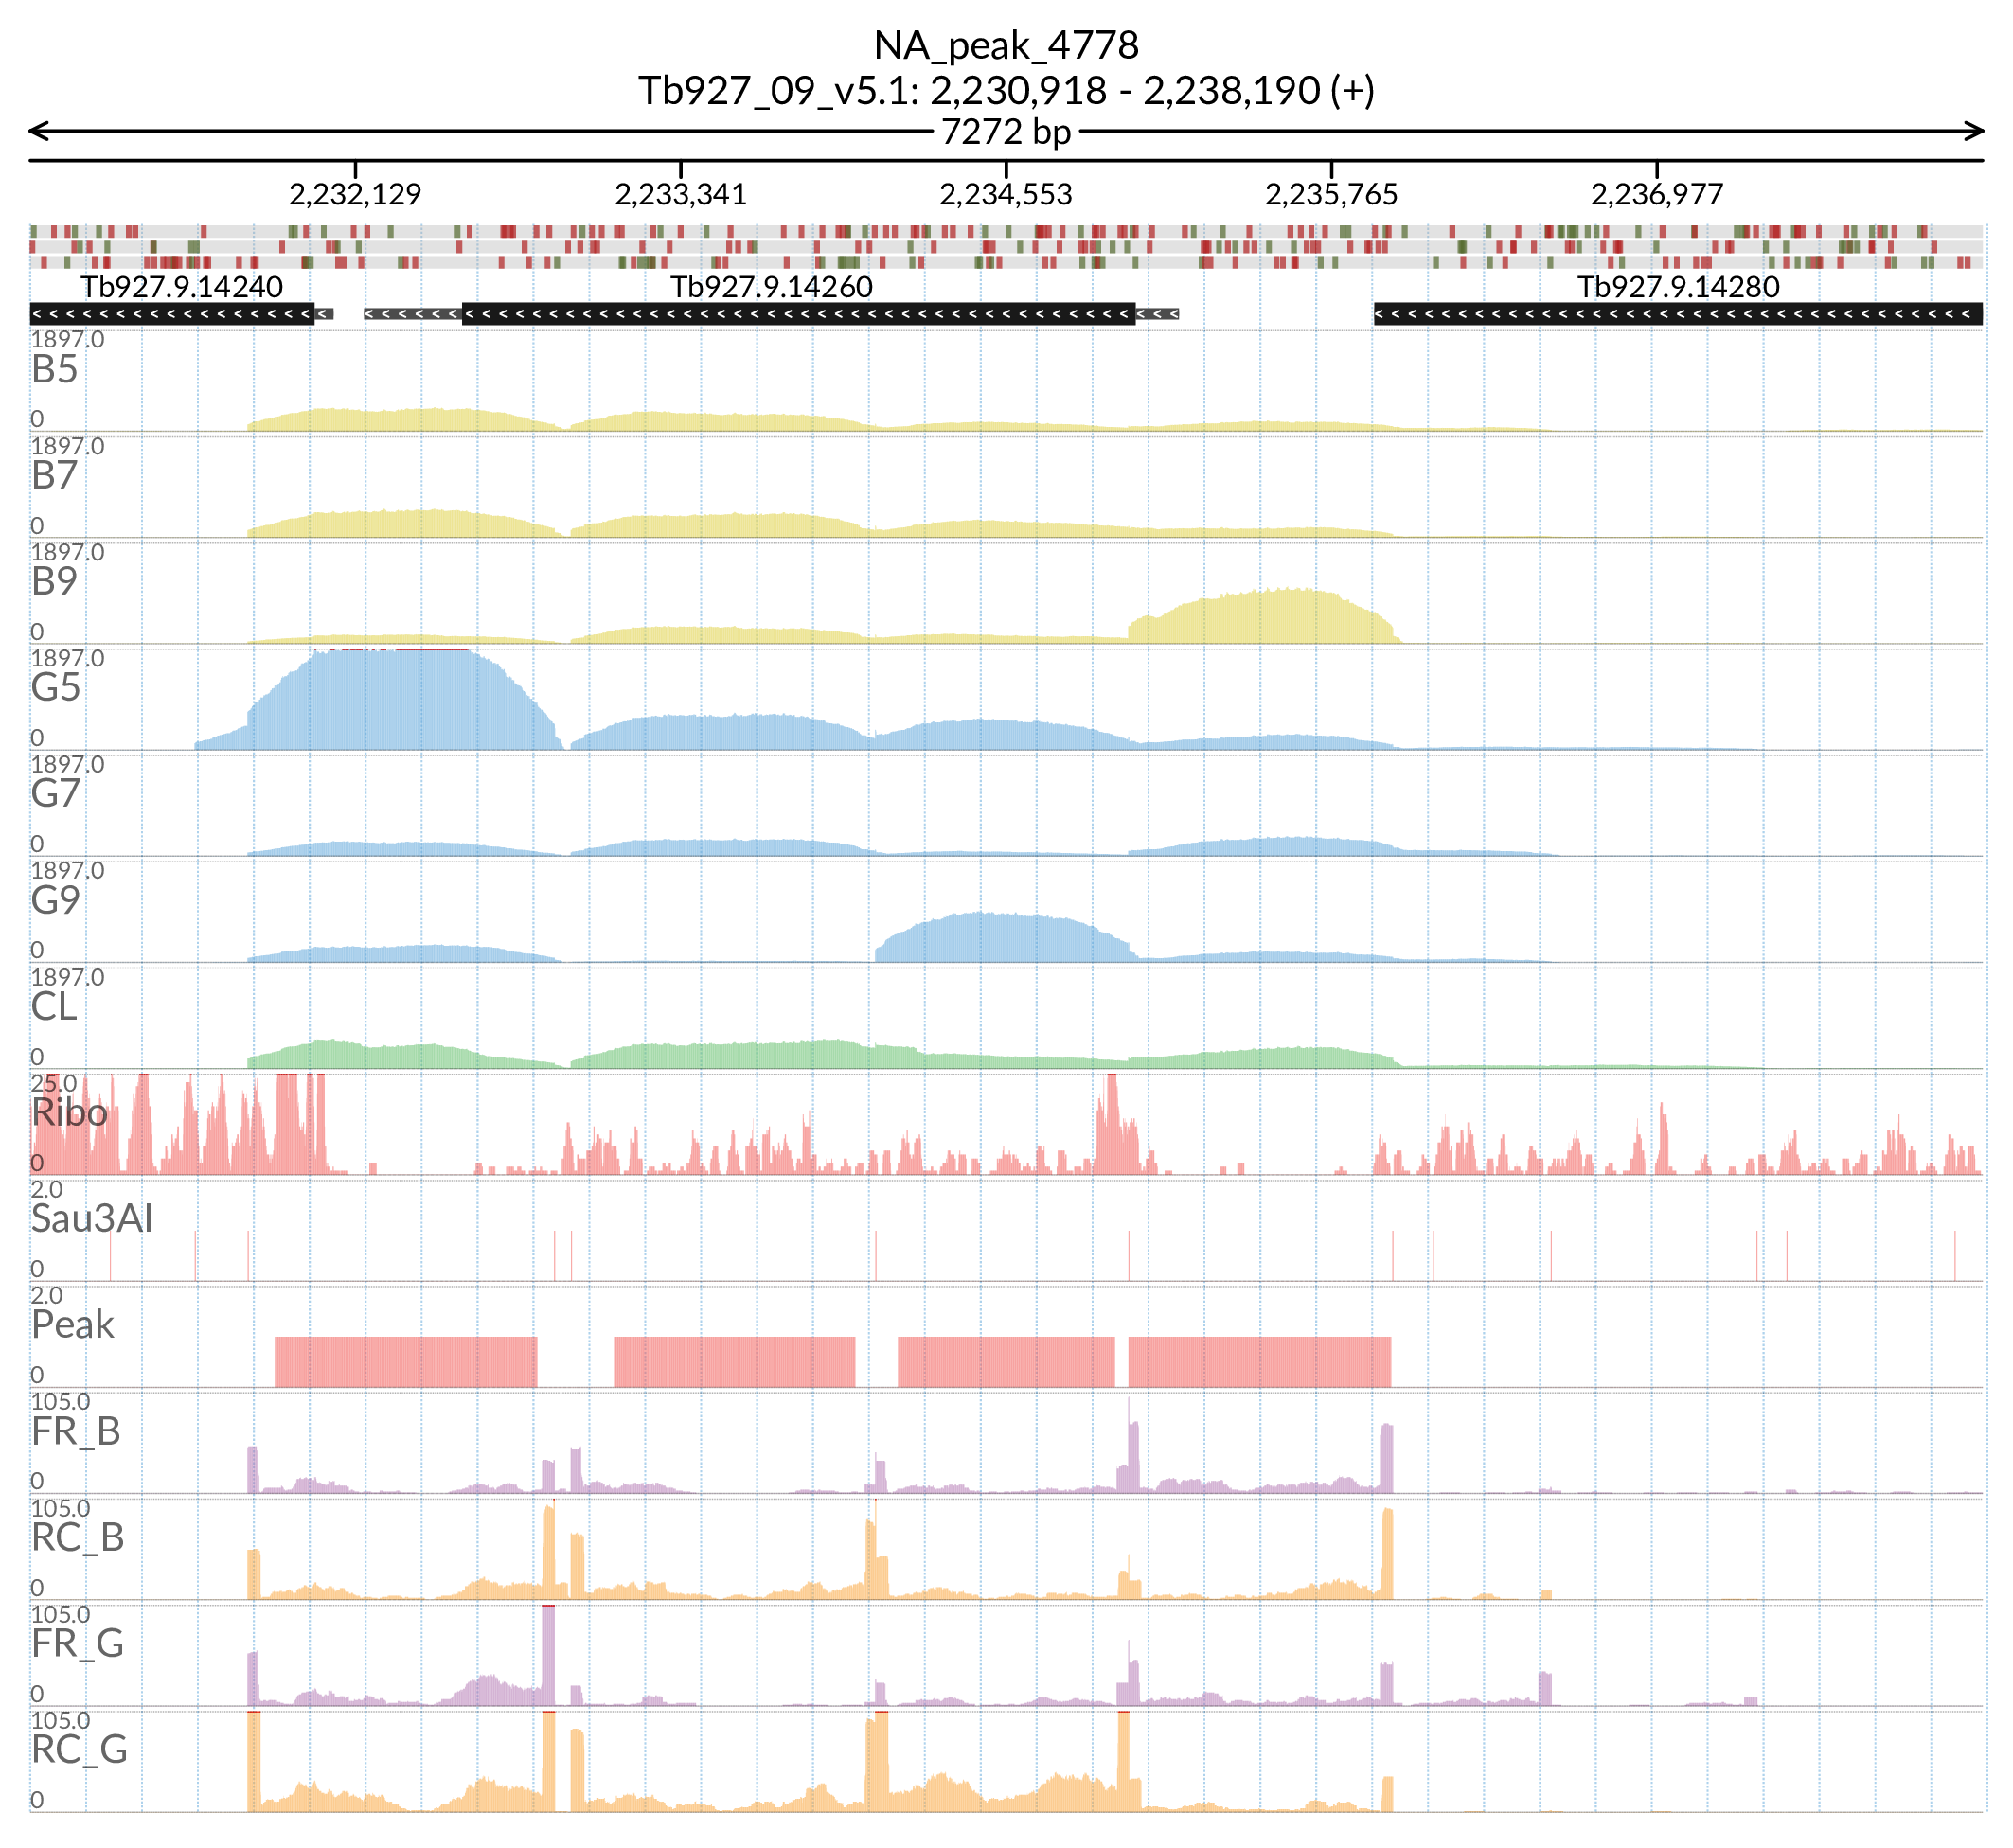 NA_peak_4778
Tb927_09_v5.1: 2,230,918 - 2,238,190 (+)
7272 bp
2,232,129 2,233,341 2,234,553 2,235,765 2,236,977
Tb927.9.14240 Tb927.9.14260 Tb927.9.14280
1897.0
B5
0
1897.0
B7
0
1897.0
B9
0
1897.0
G5
0
1897.0
G7
0
1897.0
G9
0
1897.0
CL
0
25.0
Ribo
0
2.0
Sau3AI
0
2.0
Peak
0
105.0
FR_B
0
105.0
RC_B
0
105.0
FR_G
0
105.0
RC_G
0